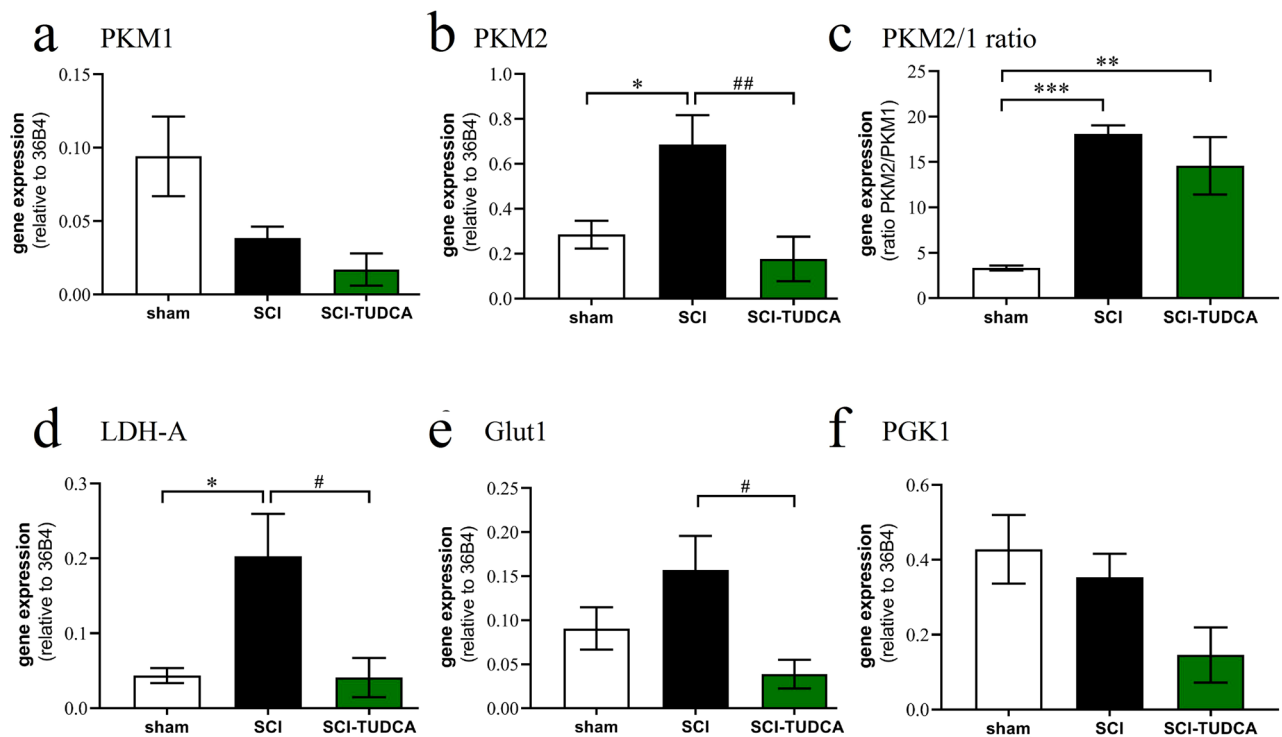 a PKM1
b PKM2
c PKM2/1 ratio
gene expression
(relative to 36B4)
0.15
0.10
0.05
0.00
sham SCI SCI-TUDCA
gene expression
(relative to 36B4)
1.0
0.8
0.6
0.4
0.2
0.0
* ##
sham SCI SCI-TUDCA
gene expression
(ratio PKM2/PKM1)
25
20
15
10
5
0
**
***
sham SCI SCI-TUDCA
d LDH-A
e Glut1
f PGK1
gene expression
(relative to 36B4)
0.3
0.2
0.1
0.0
* #
sham SCI SCI-TUDCA
gene expression
(relative to 36B4)
0.25
0.20
0.15
0.10
0.05
0.00
#
sham SCI SCI-TUDCA
gene expression
(relative to 36B4)
0.6
0.4
0.2
0.0
sham SCI SCI-TUDCA